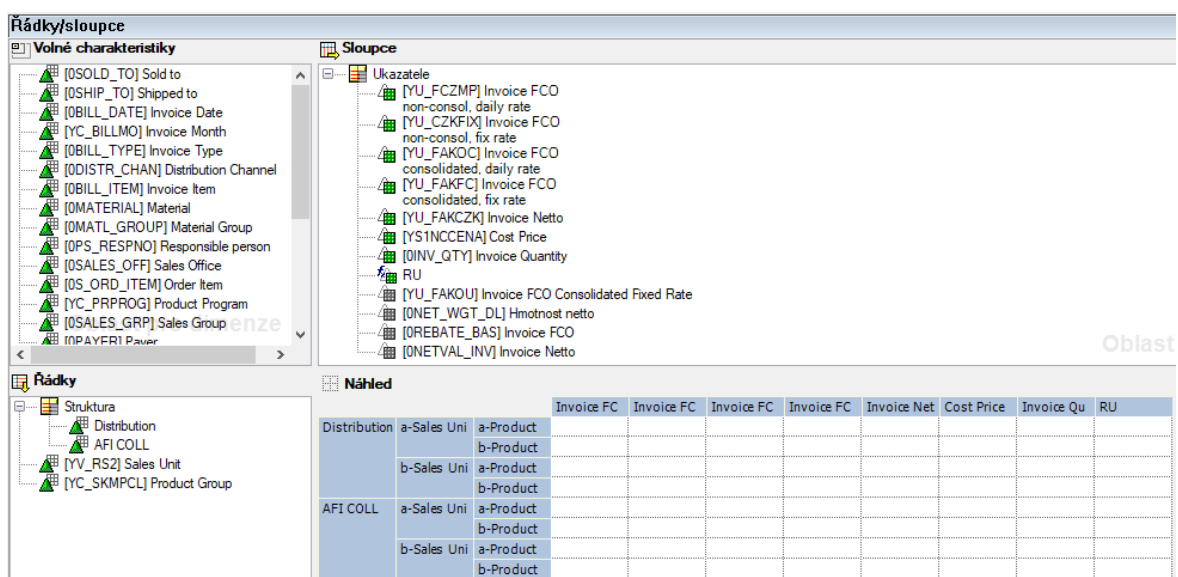 Řádky/sloupce
Volné charakteristiky
[0SOLD_TO] Sold to
[0SHIP_TO] Shipped to
[0BILL_DATE] Invoice Date
[YC_BILLMO] Invoice Month
[0BILL_TYPE] Invoice Type
[0DISTR_CHAN] Distribution Channel
[0BILL_ITEM] Invoice Item
[0MATERIAL] Material
[0MATL_GROUP] Material Group
[0PS_RESPNO] Responsible person
[0SALES_OFF] Sales Office
[0S_ORD_ITEM] Order Item
[YC_PRPROG] Product Program
[0SALES_GRP] Sales Group
[0PAYER] Payer
Sloupce
Ukazatele
[YU_FCZMP] Invoice FCO
non-consol, daily rate
[YU_CZKFIX] Invoice FCO
non-consol, fix rate
[YU_FAKOC] Invoice FCO
consolidated, daily rate
[YU_FAKFC] Invoice FCO
consolidated, fix rate
[YU_FAKCZK] Invoice Netto
[YS1NCCENA] Cost Price
[0INV_QTY] Invoice Quantity
RU
[YU_FAKOU] Invoice FCO Consolidated Fixed Rate
[0NET_WGT_DL] Hmotnost netto
[0REBATE_BAS] Invoice FCO
[0NETVAL_INV] Invoice Netto
Oblast
Řádky
Struktura
Distribution
AFI COLL
[YV_RS2] Sales Unit
[YC_SKMPCL] Product Group
Náhled
Invoice FC Invoice FC Invoice FC Invoice FC Invoice Net Cost Price Invoice Qu RU
Distribution a-Sales Uni a-Product
b-Product
b-Sales Uni a-Product
b-Product
AFI COLL a-Sales Uni a-Product
b-Product
b-Sales Uni a-Product
b-Product